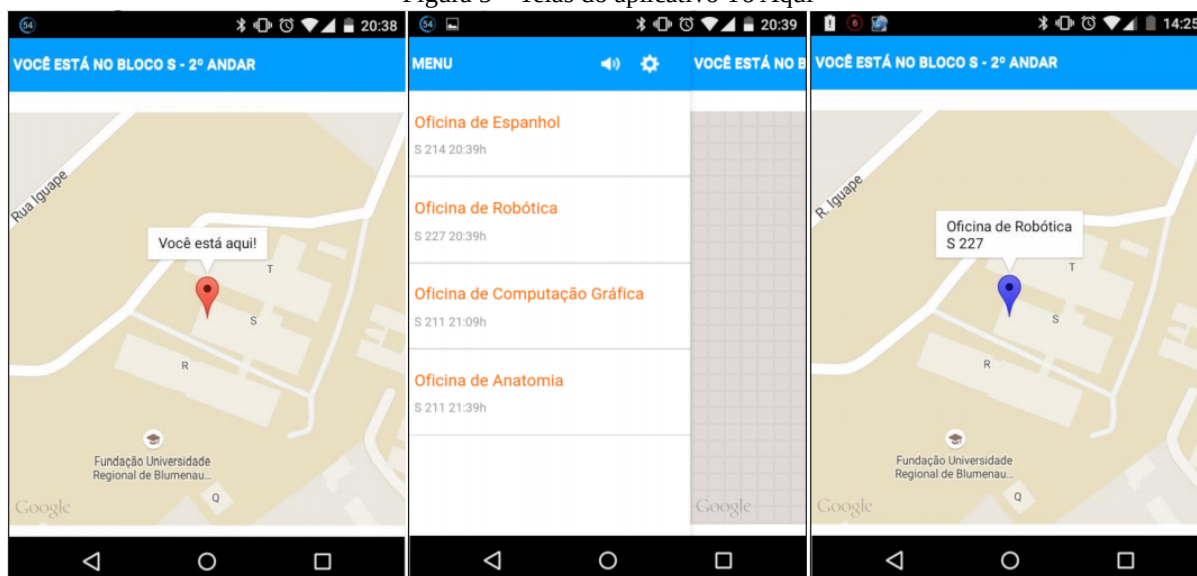 Figura 3 – Telas do aplicativo Tô Aqui
54
20:38
VOCÊ ESTÁ NO BLOCO S - 2º ANDAR
Rua Iguape
Você está aqui!
T
S
R
Fundação Universidade
Regional de Blumenau...
Q
Google
54
20:39
MENU
VOCÊ ESTÁ NO B
Oficina de Espanhol
S 214 20:39h
Oficina de Robótica
S 227 20:39h
Oficina de Computação Gráfica
S 211 21:09h
Oficina de Anatomia
S 211 21:39h
Google
6
14:25
VOCÊ ESTÁ NO BLOCO S - 2º ANDAR
R. Iguape
Oficina de Robótica
S 227
T
S
R
Fundação Universidade
Regional de Blumenau...
Q
Google